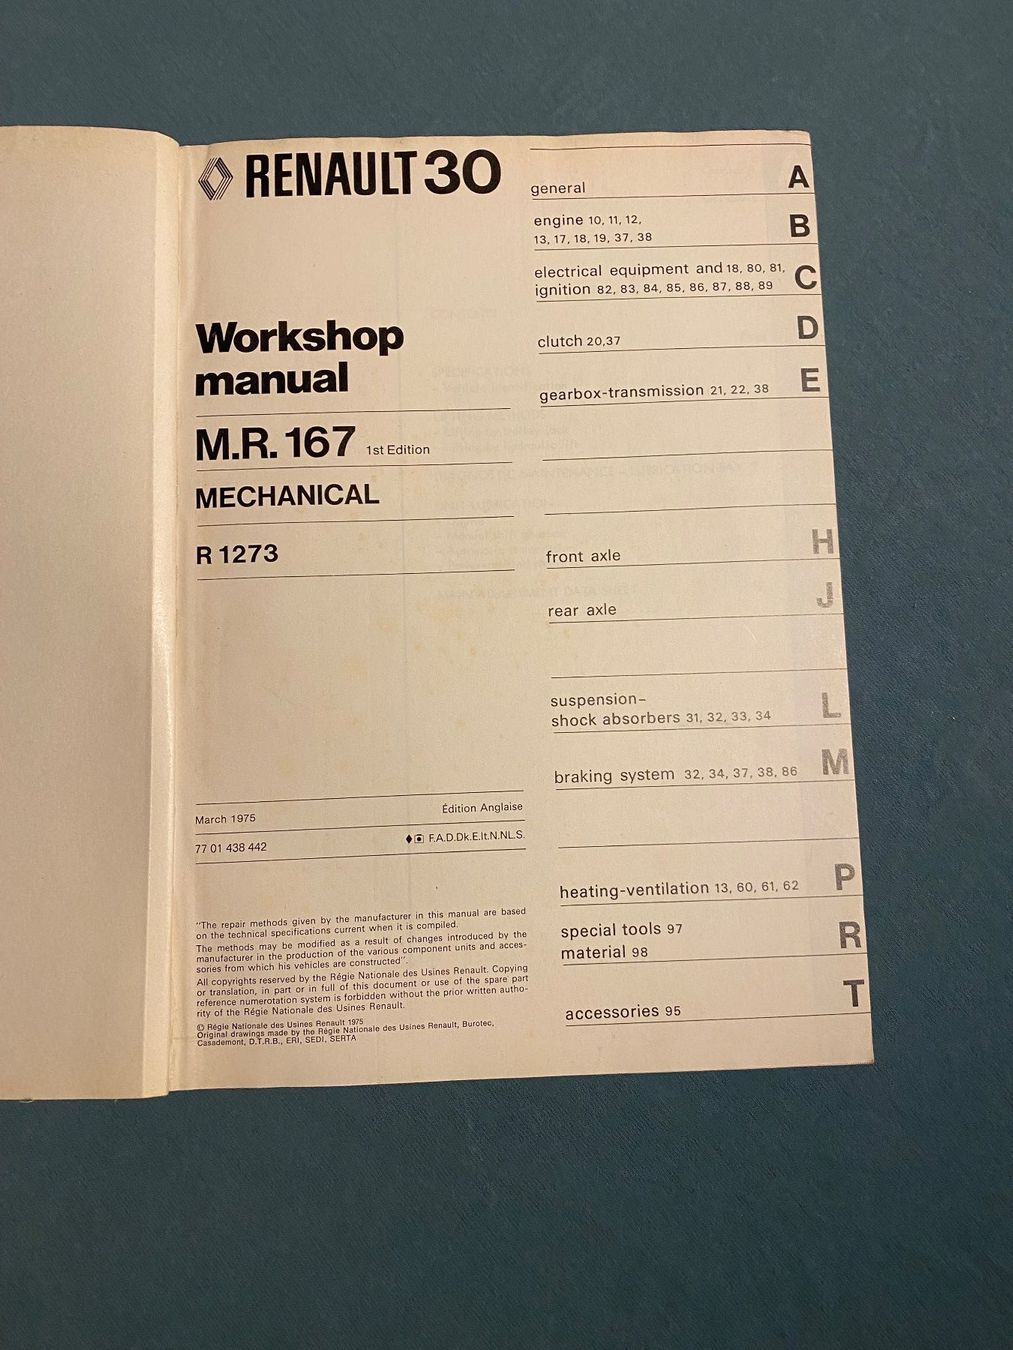 RENAULT 30
Workshop
manual
M.R. 167 1st Edition
MECHANICAL
R 1273
March 1975 Édition Anglaise
77 01 438 442 ♦ F.A.D.Dk.E.It.N.NL.S.
"The repair methods given by the manufacturer in this manual are based
on the technical specifications current when it is compiled.
The methods may be modified as a result of changes introduced by the
manufacturer in the production of the various component units and acces-
sories from which his vehicles are constructed".
All copyrights reserved by the Régie Nationale des Usines Renault. Copying
or translation, in part or in full of this document or use of the spare part
reference numerotation system is forbidden without the prior written autho-
rity of the Régie Nationale des Usines Renault.
© Régie Nationale des Usines Renault 1975
Original drawings made by the Régie Nationale des Usines Renault, Burotec,
Casademont, D.T.R.B., ERI, SEDI, SERTA
general A
engine 10, 11, 12,
13, 17, 18, 19, 37, 38 B
electrical equipment and 18, 80, 81,
ignition 82, 83, 84, 85, 86, 87, 88, 89 C
clutch 20,37 D
gearbox-transmission 21, 22, 38 E
front axle H
rear axle J
suspension–
shock absorbers 31, 32, 33, 34 L
braking system 32, 34, 37, 38, 86 M
heating-ventilation 13, 60, 61, 62 P
special tools 97
material 98 R
accessories 95 T